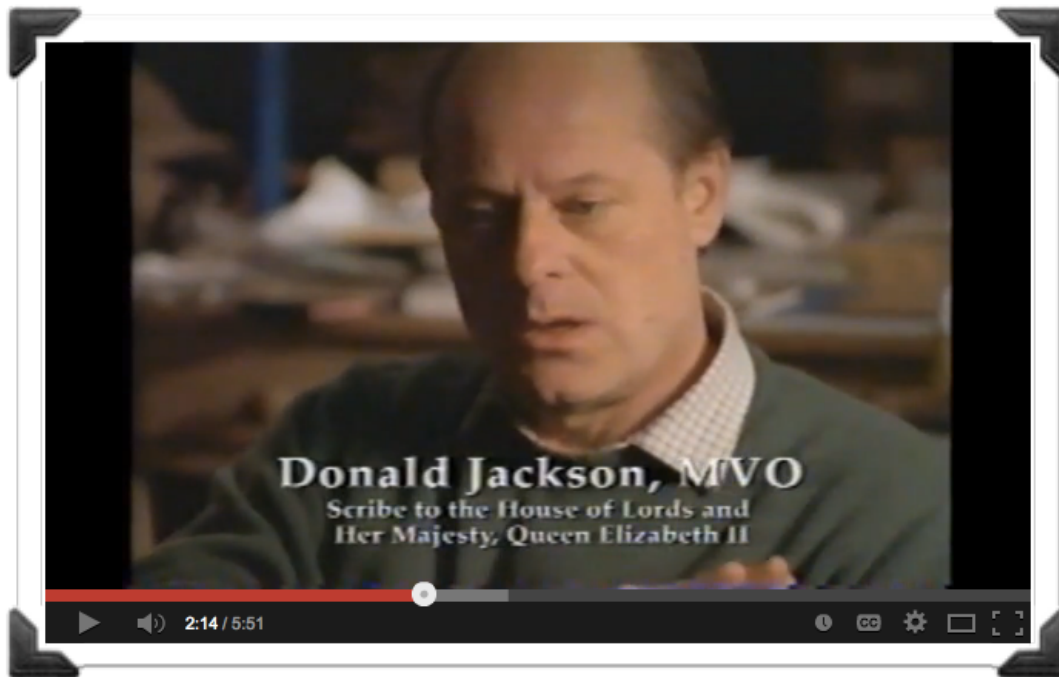 Donald Jackson, MVO
Scribe to the House of Lords and
Her Majesty, Queen Elizabeth II
2:14 / 5:51
CC